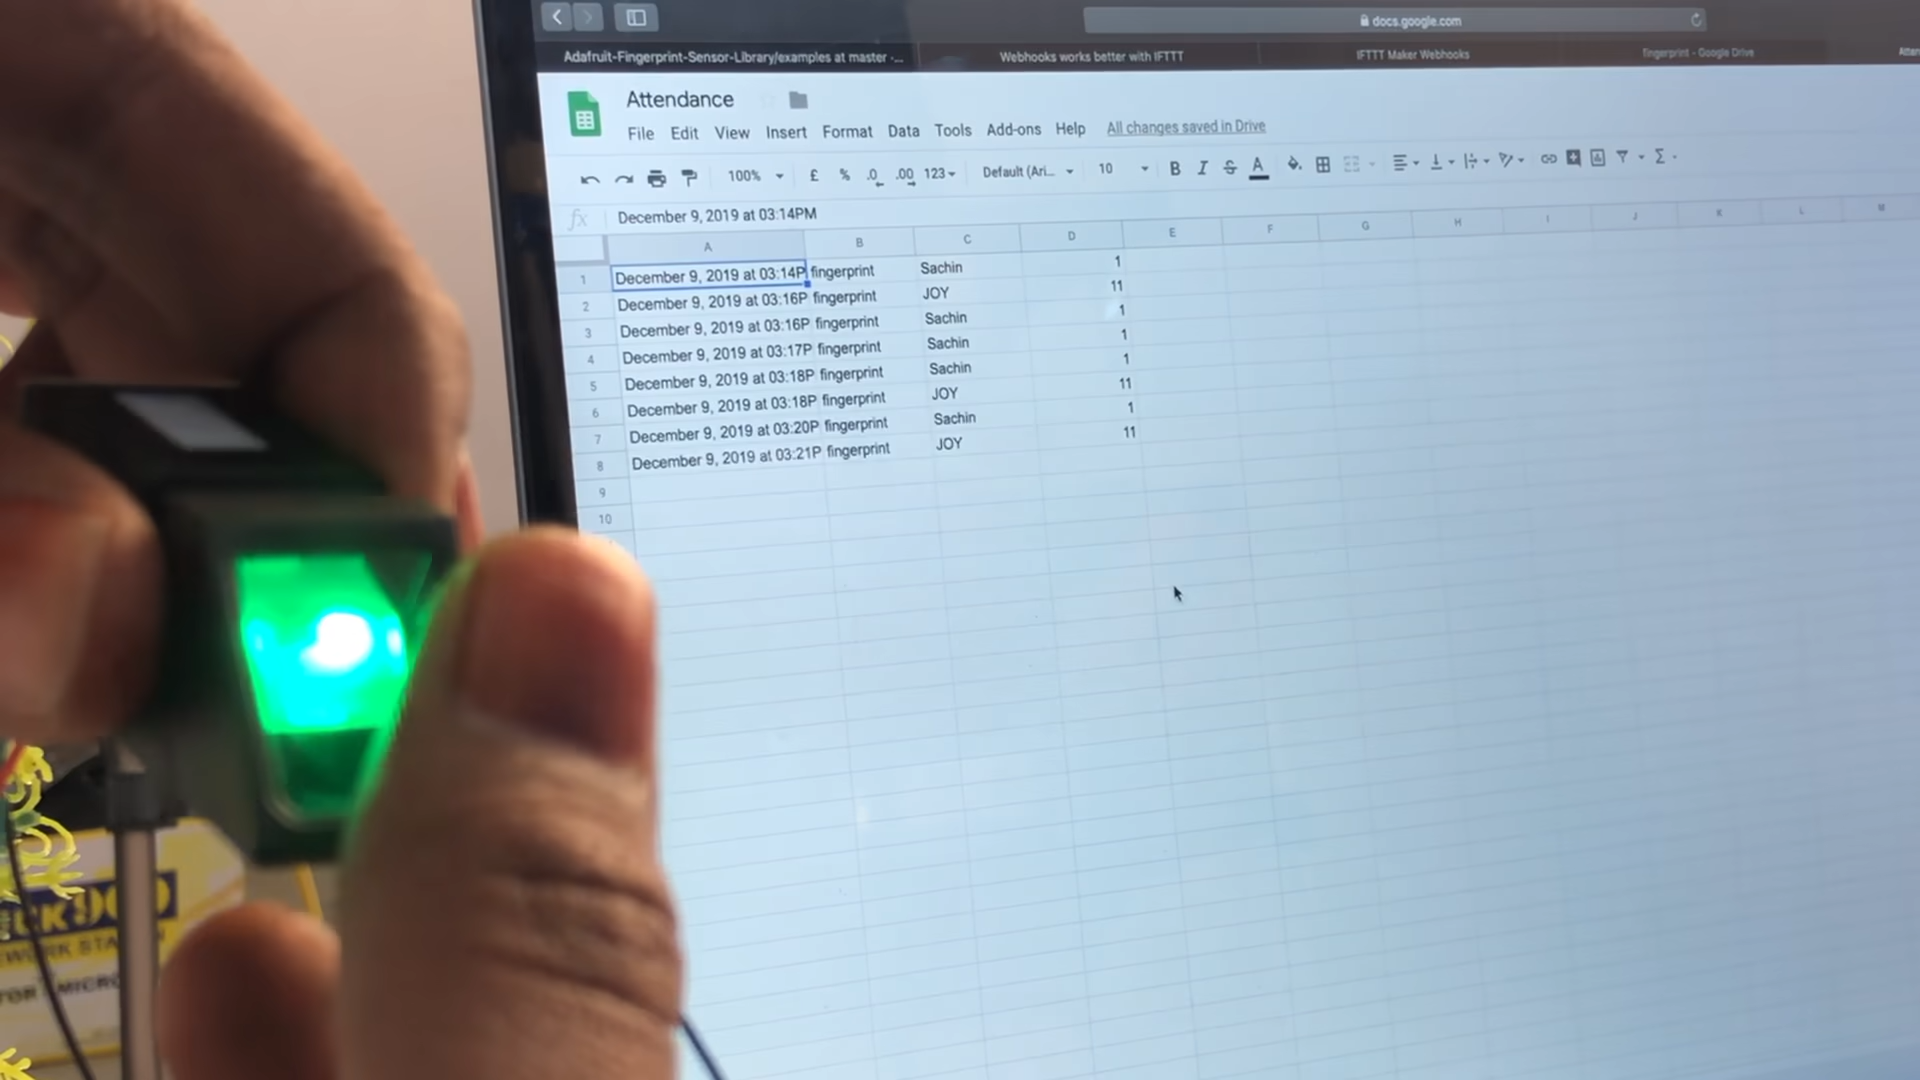 docs.google.com
Adafruit-Fingerprint-Sensor-Library/examples at master -... Webhooks works better with IFTTT IFTTT Maker Webhooks fingerprint - Google Drive
Attendance
File Edit View Insert Format Data Tools Add-ons Help All changes saved in Drive
100% £ % .0 .00 123 Default (Ari... 10 B I S A
fx December 9, 2019 at 03:14PM
A B C D E F G H I J K L M
1 December 9, 2019 at 03:14P fingerprint Sachin 1
2 December 9, 2019 at 03:16P fingerprint JOY 11
3 December 9, 2019 at 03:16P fingerprint Sachin 1
4 December 9, 2019 at 03:17P fingerprint Sachin 1
5 December 9, 2019 at 03:18P fingerprint Sachin 1
6 December 9, 2019 at 03:18P fingerprint JOY 11
7 December 9, 2019 at 03:20P fingerprint Sachin 1
8 December 9, 2019 at 03:21P fingerprint JOY 11
9
10